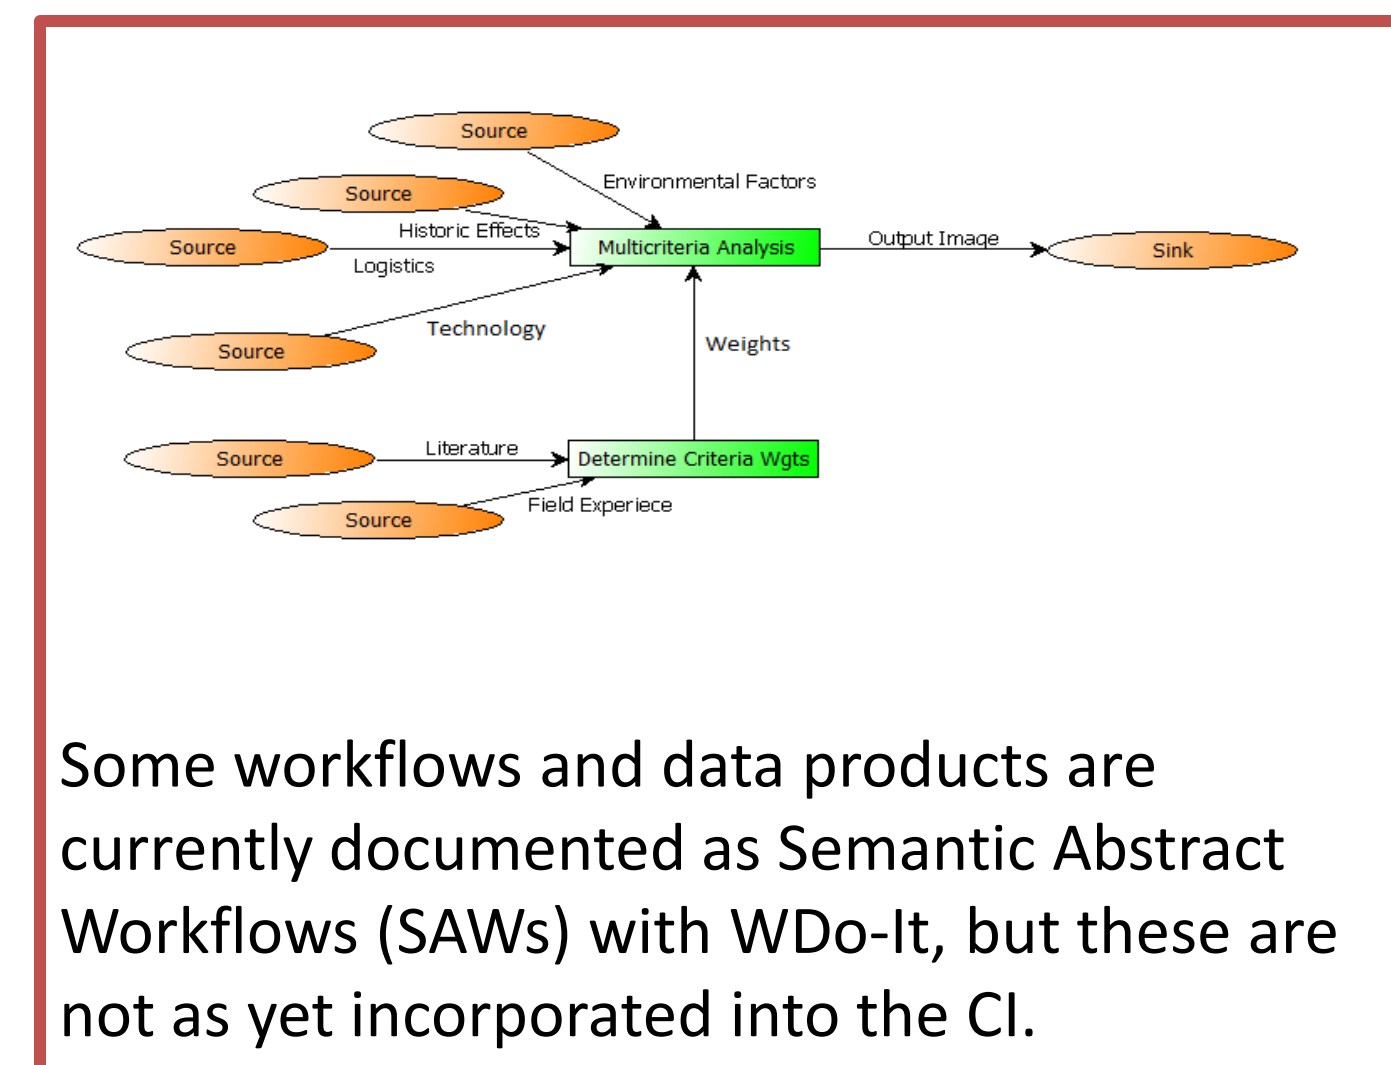 Source
Environmental Factors
Source
Historic Effects
Source
Multicriteria Analysis
Output Image
Sink
Logistics
Technology
Source
Weights
Literature
Source
Determine Criteria Wgts
Field Experiece
Source
Some workflows and data products are
currently documented as Semantic Abstract
Workflows (SAWs) with WDo-It, but these are
not as yet incorporated into the CI.